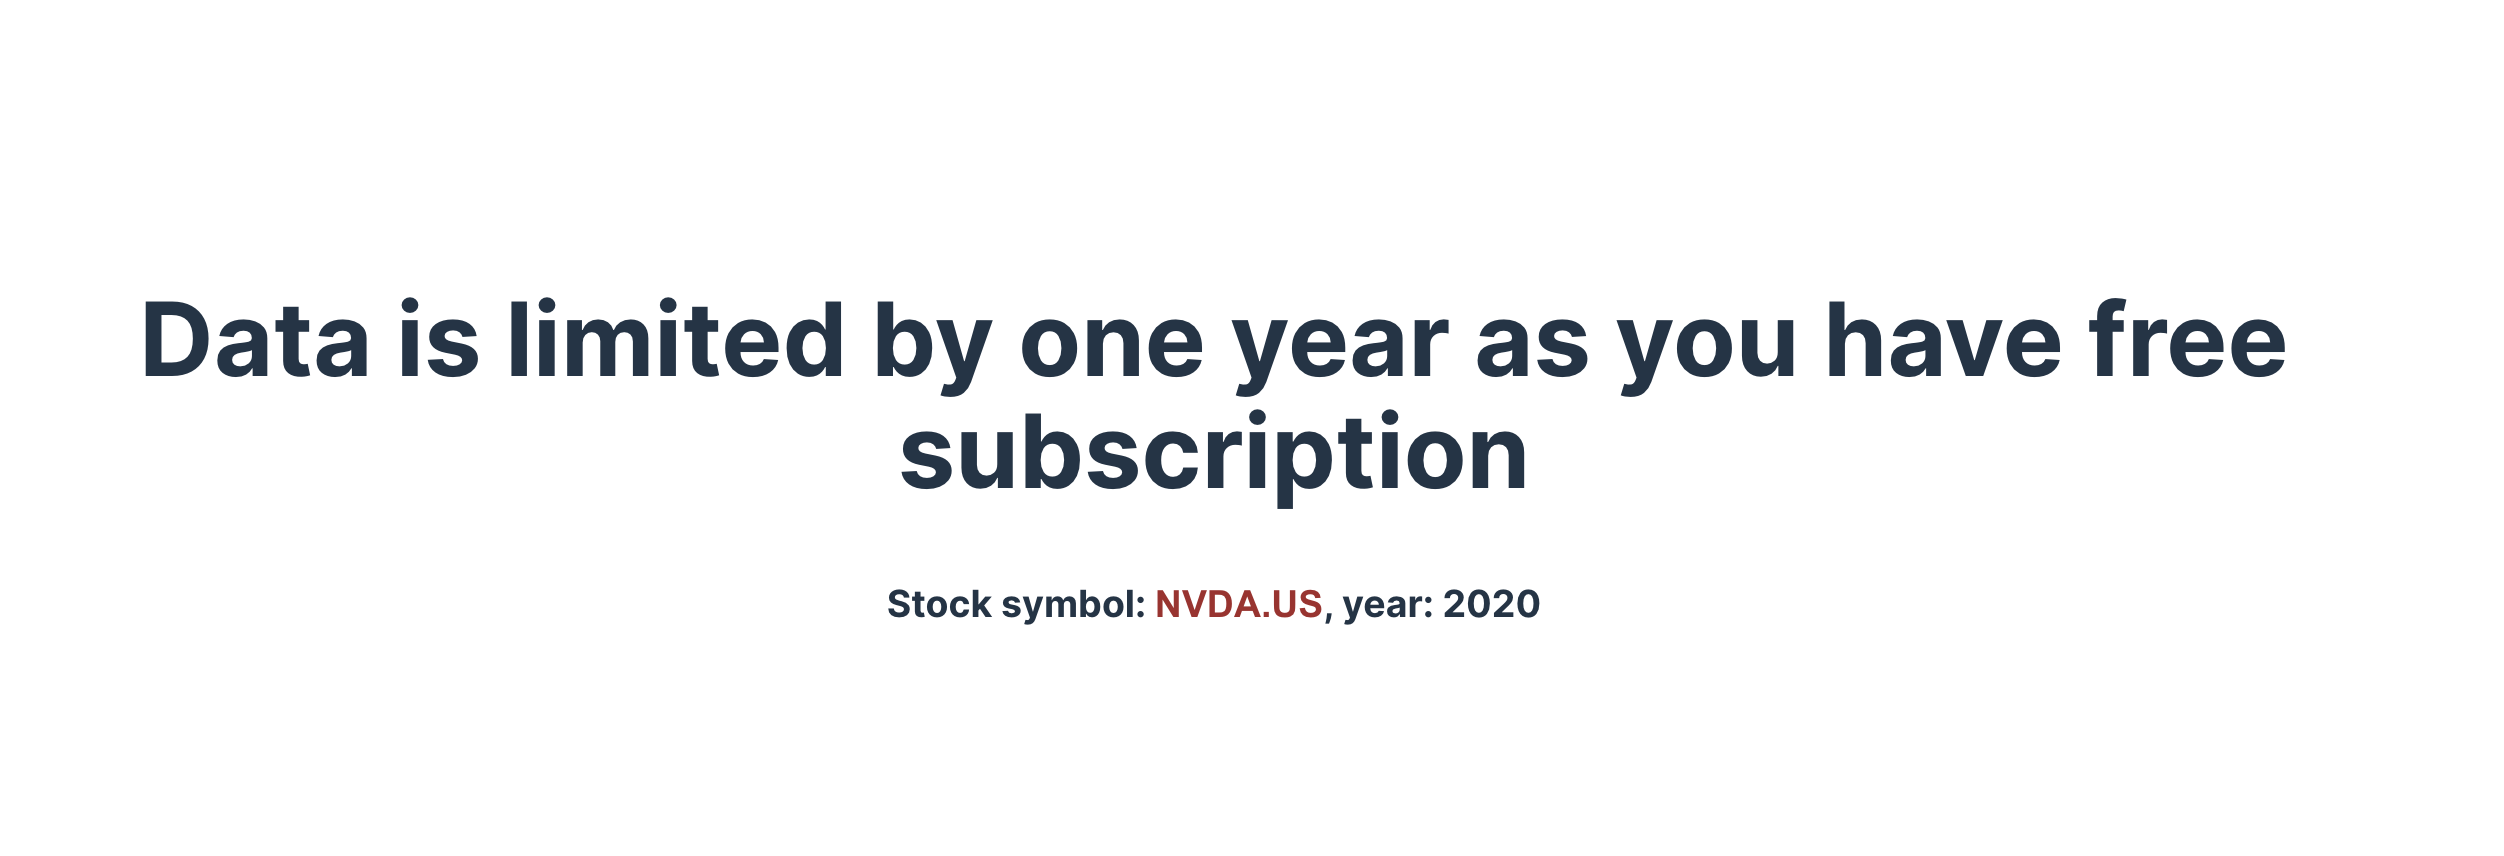 Data is limited by one year as you have free
subscription
Stock symbol: NVDA.US, year: 2020